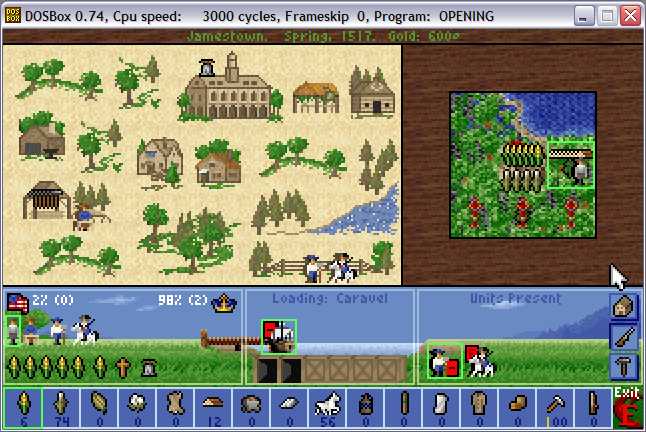 DOSBox 0.74, Cpu speed: 3000 cycles, Frameskip 0, Program: OPENING
Jamestown. Spring, 1517. Gold: 600
2% (0) 98% (2)
Loading: Caravel
Units Present
6 74 0 0 0 12 0 0 56 0 0 0 0 0 100 0
Exit
E